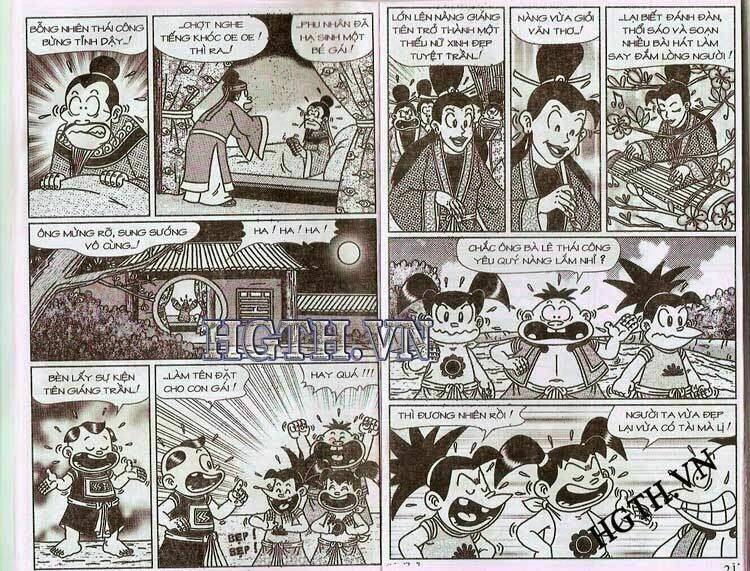 BỖNG NHIÊN THÁI CÔNG
BỪNG TỈNH DẬY...!
...CHỢT NGHE
TIẾNG KHÓC OE OE !
THÌ RA...!
...PHU NHÂN ĐÃ
HẠ SINH MỘT
BÉ GÁI!
ÔNG MỪNG RỠ, SUNG SƯỚNG
VÔ CÙNG...!
HA ! HA ! HA !
BÈN LẤY SỰ KIỆN
TIÊN GIÁNG TRẦN...!
...LÀM TÊN ĐẶT
CHO CON GÁI !
HAY QUÁ !!!
BẸP !
BẸP !
LỚN LÊN NÀNG GIÁNG
TIÊN TRỞ THÀNH MỘT
THIẾU NỮ XINH ĐẸP
TUYỆT TRẦN...!
NÀNG VỪA GIỎI
VĂN THƠ...!
...LẠI BIẾT ĐÁNH ĐÀN,
THỔI SÁO VÀ SOẠN
NHIỀU BÀI HÁT LÀM
SAY ĐẮM LÒNG NGƯỜI !
CHẮC ÔNG BÀ LÊ THÁI CÔNG
YÊU QUÝ NÀNG LẮM NHỈ ?
THÌ ĐƯƠNG NHIÊN RỒI !
NGƯỜI TA VỪA ĐẸP
LẠI VỪA CÓ TÀI MÀ LỊ !
HGTH.VN
HGTH.VN